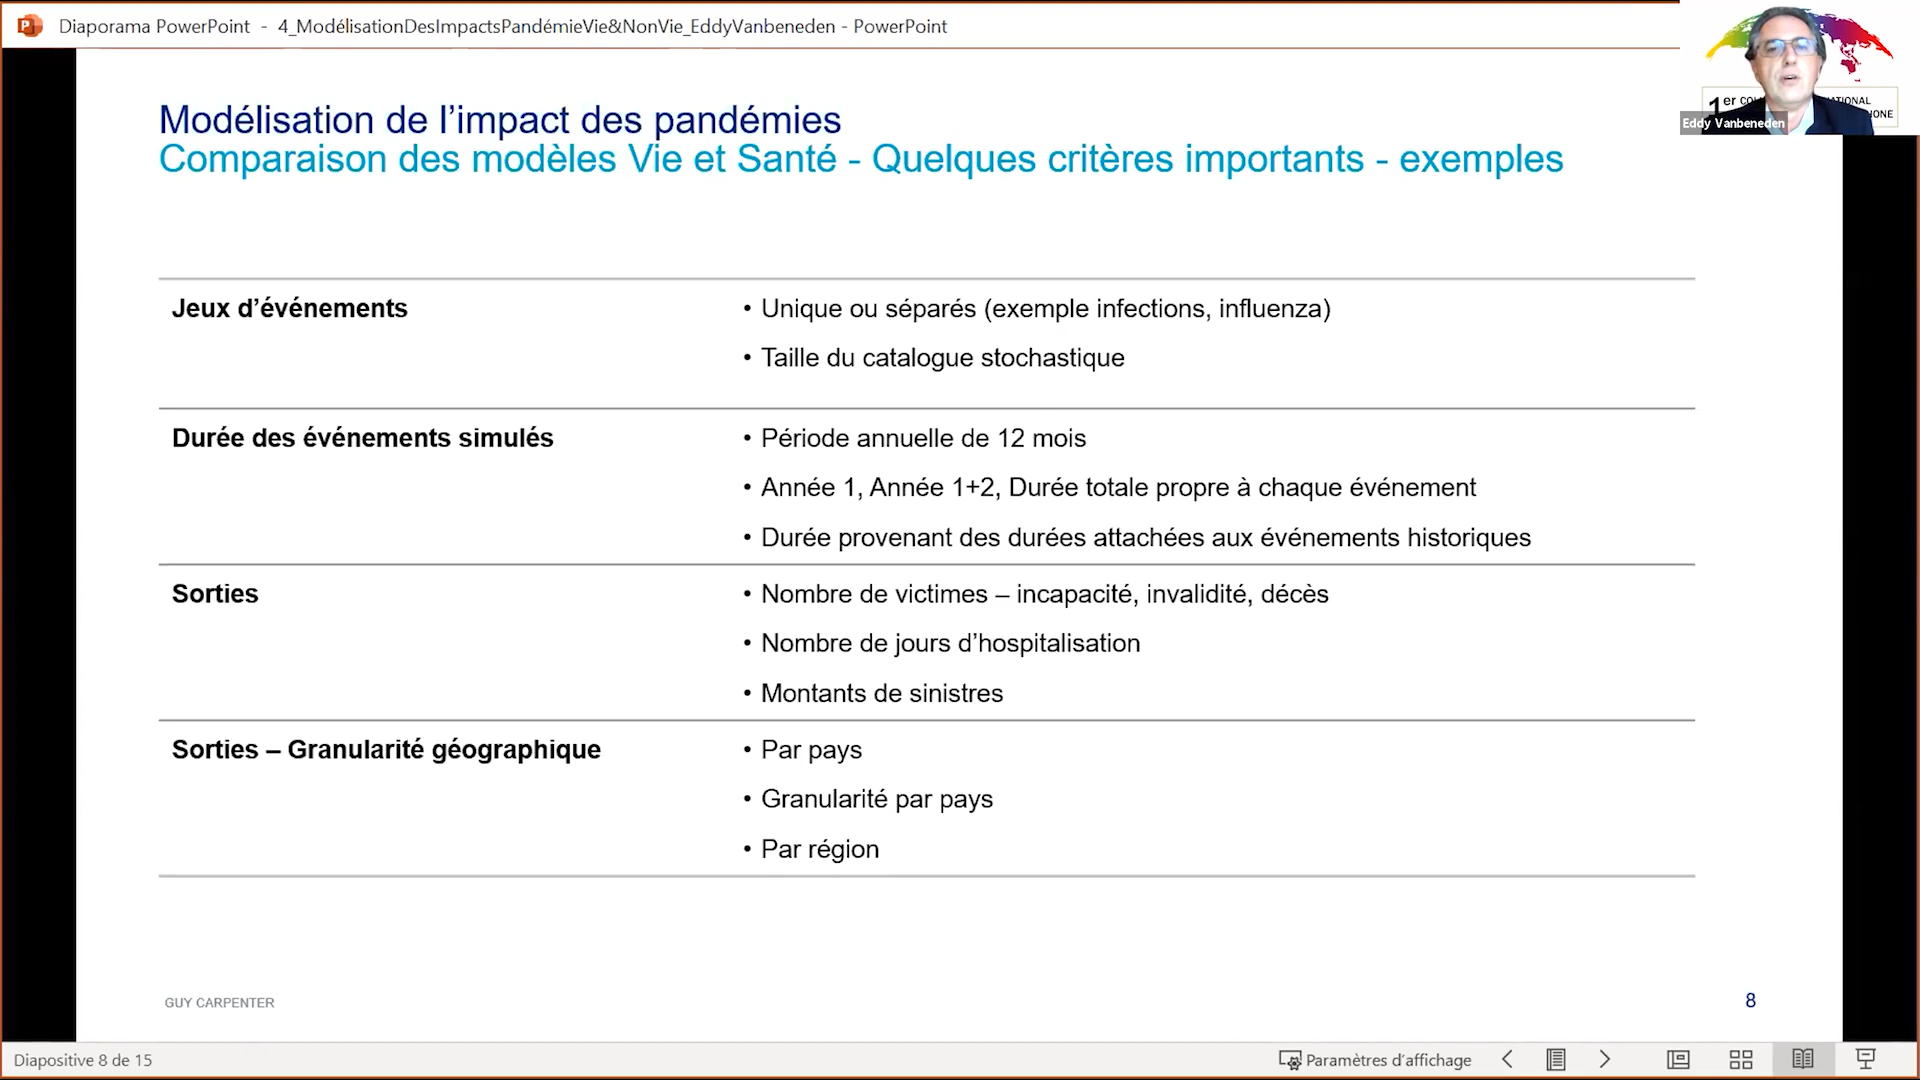 Diaporama PowerPoint - 4_ModélisationDesImpactsPandémieVie&NonVie_EddyVanbeneden - PowerPoint
1er
Eddy Vanbeneden
Modélisation de l’impact des pandémies
Comparaison des modèles Vie et Santé - Quelques critères importants - exemples
Jeux d’événements
• Unique ou séparés (exemple infections, influenza)
• Taille du catalogue stochastique
Durée des événements simulés
• Période annuelle de 12 mois
• Année 1, Année 1+2, Durée totale propre à chaque événement
• Durée provenant des durées attachées aux événements historiques
Sorties
• Nombre de victimes – incapacité, invalidité, décès
• Nombre de jours d’hospitalisation
• Montants de sinistres
Sorties – Granularité géographique
• Par pays
• Granularité par pays
• Par région
GUY CARPENTER
8
Diapositive 8 de 15
Paramètres d’affichage